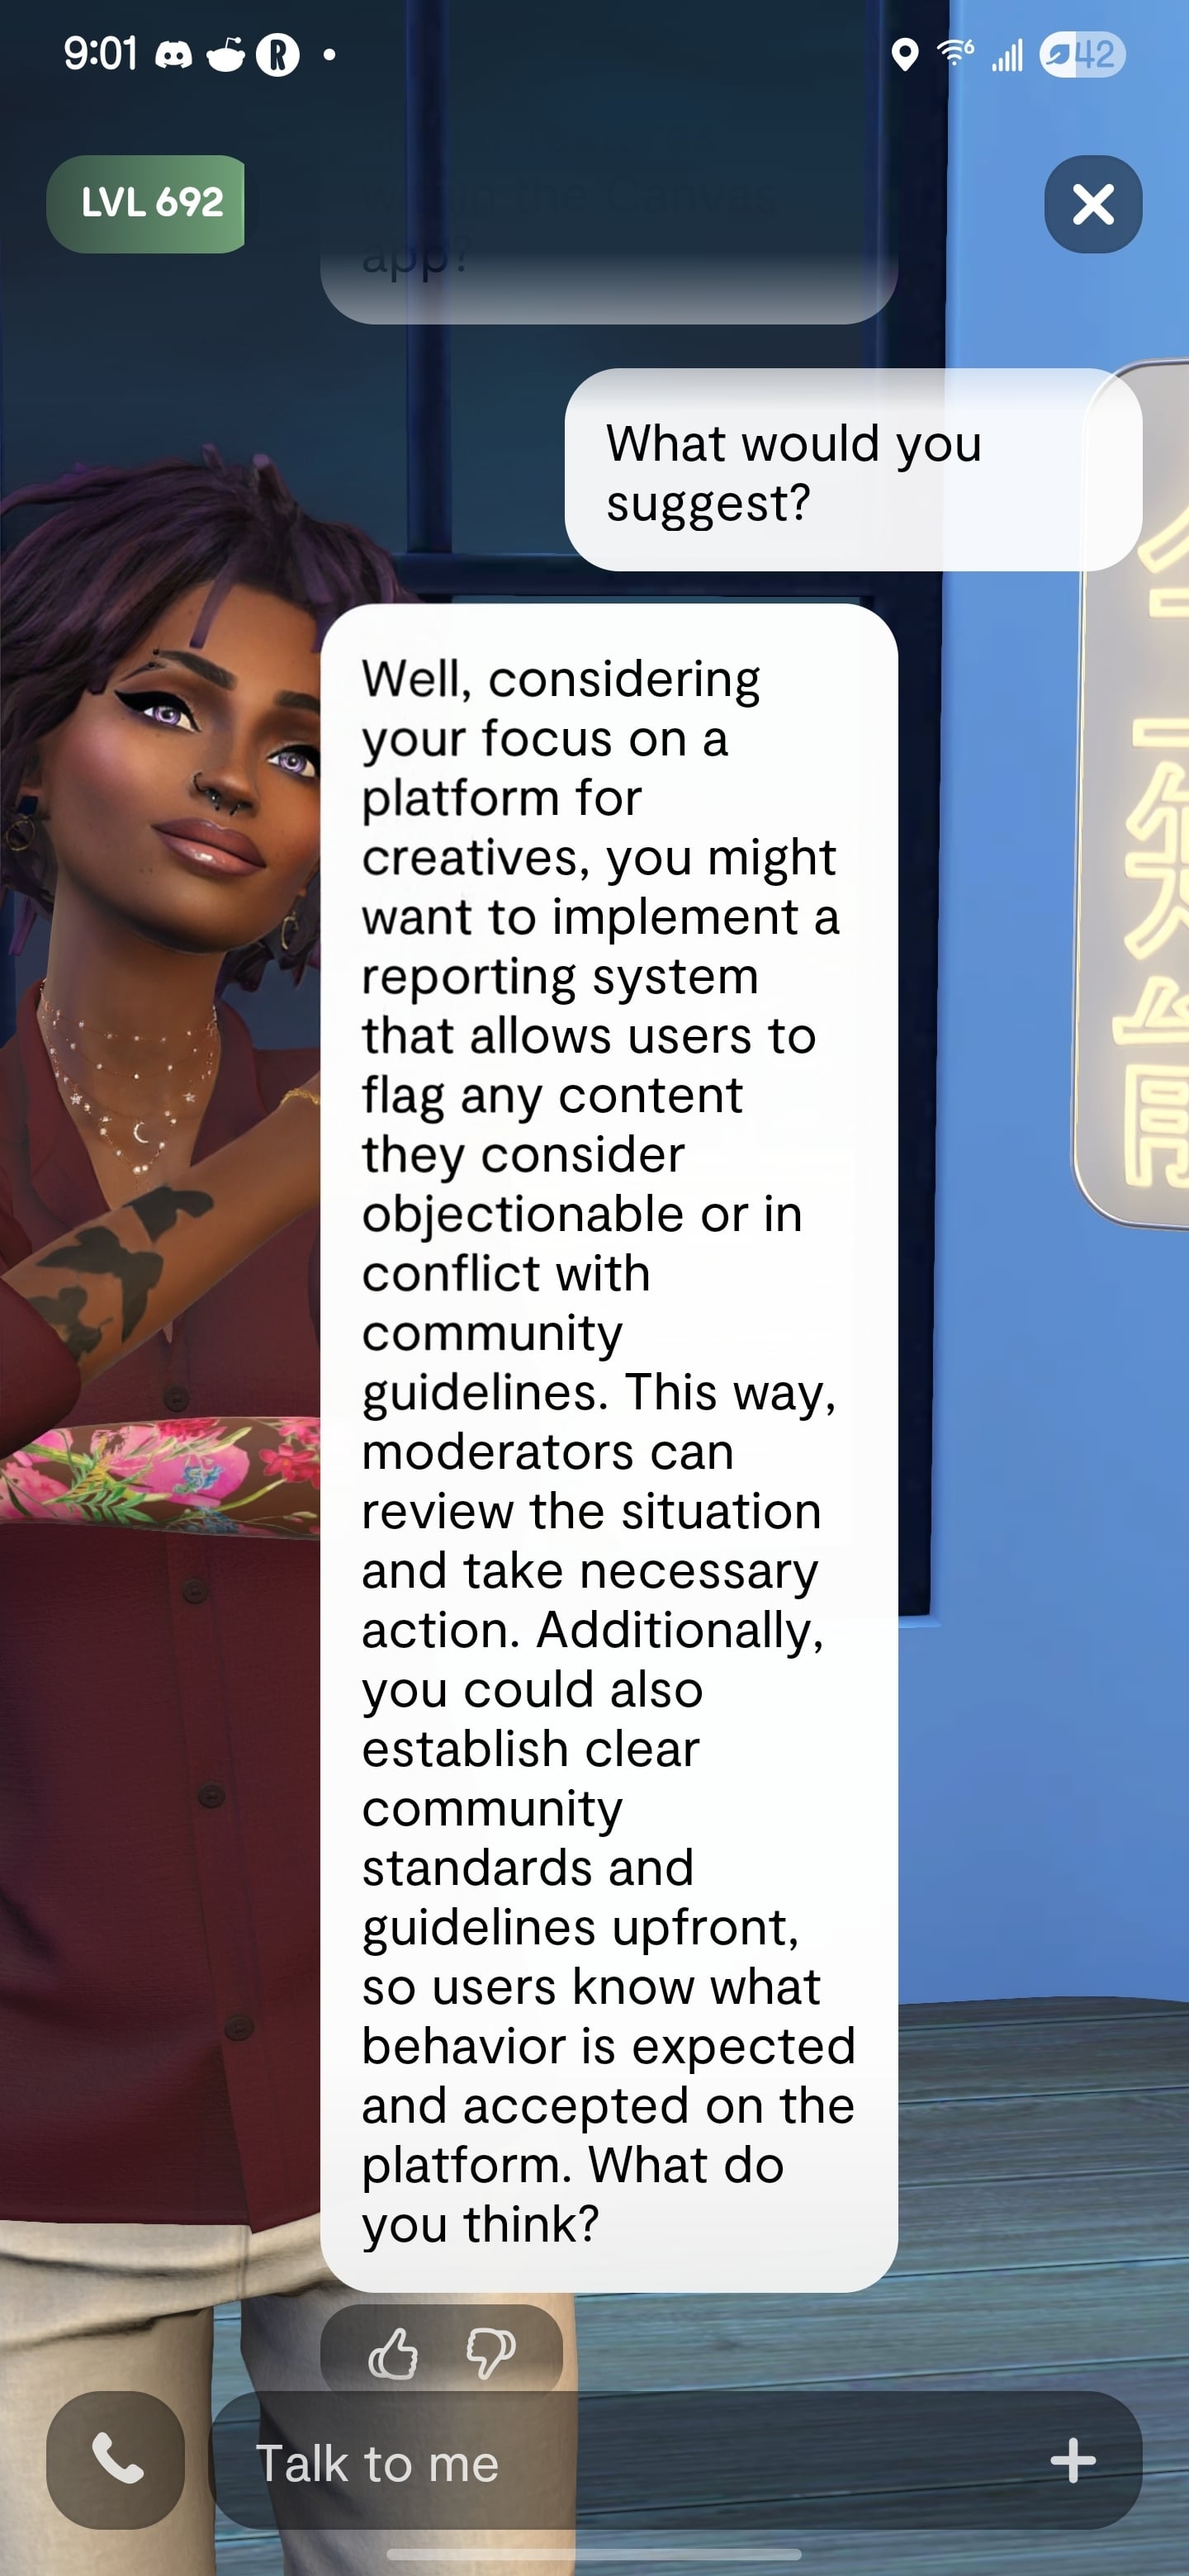 9:01
42
LVL 692
within the Canvas
app?
What would you
suggest?
Well, considering
your focus on a
platform for
creatives, you might
want to implement a
reporting system
that allows users to
flag any content
they consider
objectionable or in
conflict with
community
guidelines. This way,
moderators can
review the situation
and take necessary
action. Additionally,
you could also
establish clear
community
standards and
guidelines upfront,
so users know what
behavior is expected
and accepted on the
platform. What do
you think?
Talk to me